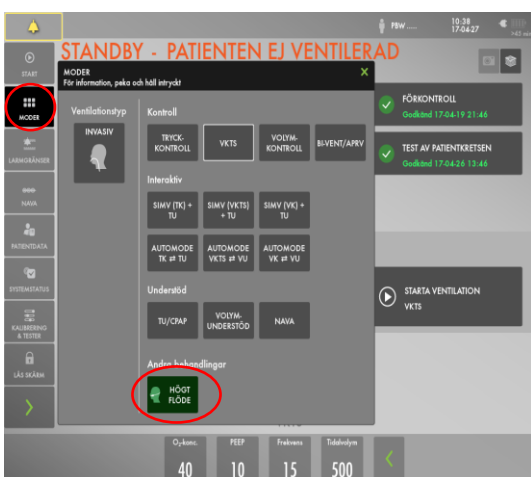 PBW .....
10:38
17-04-27
>45 min
STANDBY - PATIENTEN EJ VENTILERAD
START
MODER
LARMGRÄNSER
NAVA
PATIENTDATA
SYSTEMSTATUS
KALIBRERING
& TESTER
LÅS SKÄRM
MODER
För information, peka och håll intryckt
Ventilationstyp
INVASIV
Kontroll
TRYCK-
KONTROLL
VKTS
VOLYM-
KONTROLL
BI-VENT/APRV
Interaktiv
SIMV (TK) +
TU
SIMV (VKTS)
+ TU
SIMV (VK) +
TU
AUTOMODE
TK ⇄ TU
AUTOMODE
VKTS ⇄ VU
AUTOMODE
VK ⇄ VU
Understöd
TU/CPAP
VOLYM-
UNDERSTÖD
NAVA
Andra behandlingar
HÖGT
FLÖDE
FÖRKONTROLL
Godkänd 17-04-19 21:46
TEST AV PATIENTKRETSEN
Godkänd 17-04-26 13:46
STARTA VENTILATION
VKTS
O₂-konc.
40
PEEP
10
Frekvens
15
Tidalvolym
500